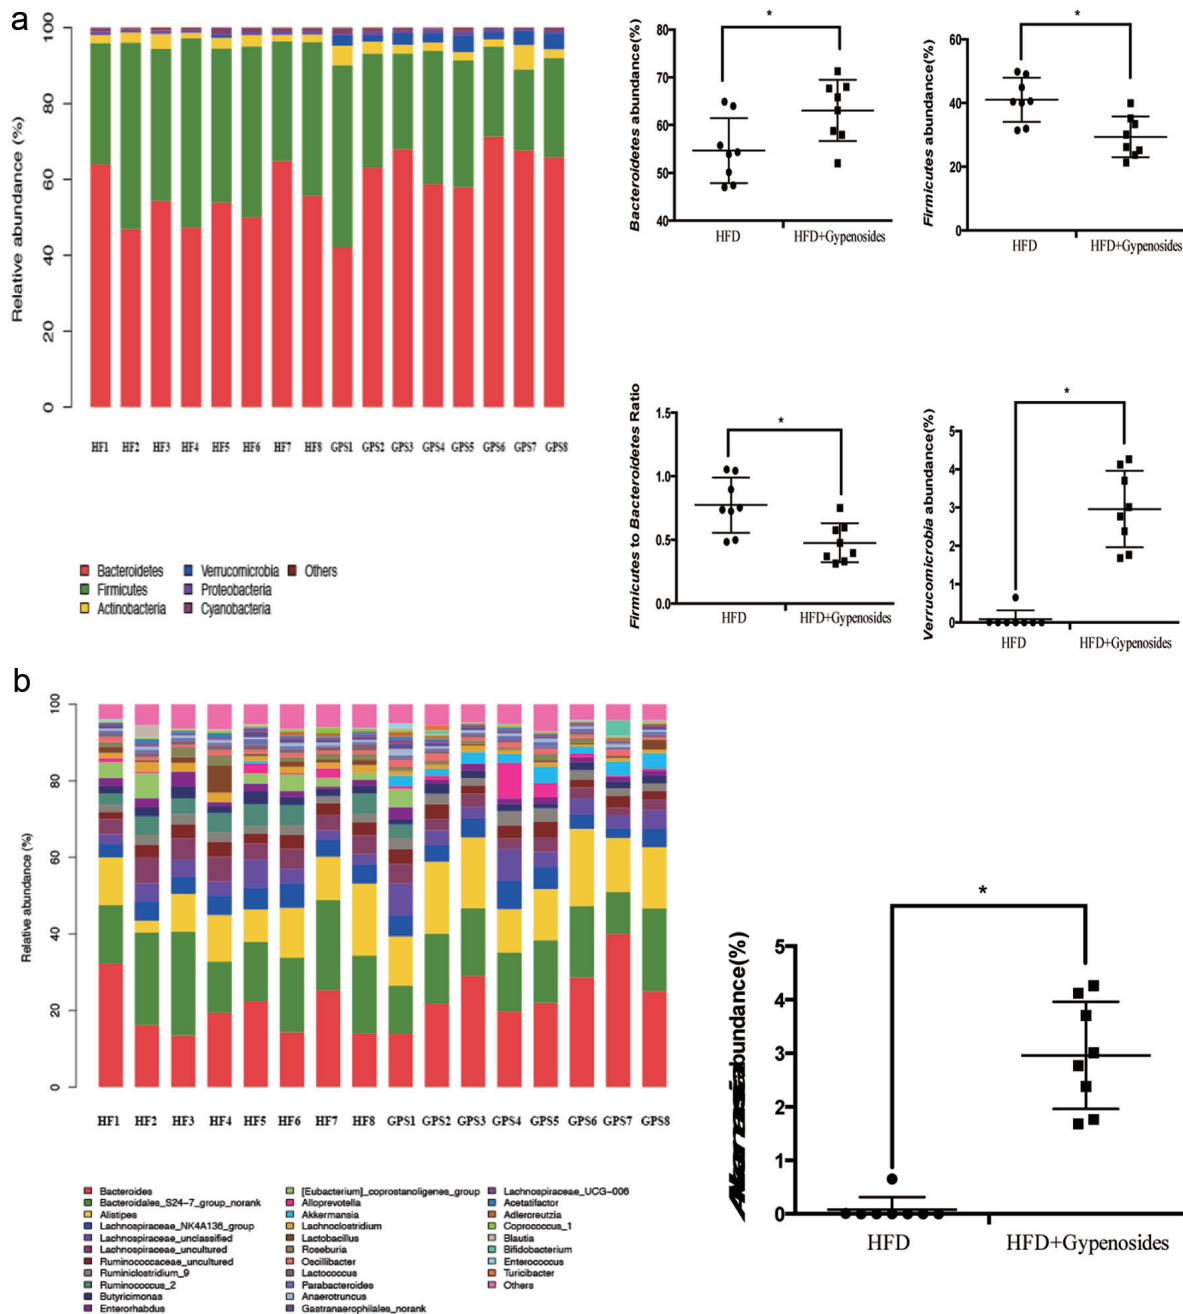 a
Relative abundance (%)
0
20
40
60
80
100
HF1 HF2 HF3 HF4 HF5 HF6 HF7 HF8 GPS1 GPS2 GPS3 GPS4 GPS5 GPS6 GPS7 GPS8
Bacteroidetes Verrucomicrobia Others
Firmicutes Proteobacteria
Actinobacteria Cyanobacteria
Bacteroidetes abundance(%)
80
70
60
50
40
*
HFD HFD+Gypenosides
Firmicutes abundance(%)
60
40
20
0
*
HFD HFD+Gypenosides
Firmicutes to Bacteroidetes Ratio
1.5
1.0
0.5
0.0
*
HFD HFD+Gypenosides
Verrucomicrobia abundance(%)
5
4
3
2
1
0
*
HFD HFD+Gypenosides
b
Relative abundance (%)
0
20
40
60
80
100
HF1 HF2 HF3 HF4 HF5 HF6 HF7 HF8 GPS1 GPS2 GPS3 GPS4 GPS5 GPS6 GPS7 GPS8
Bacteroides [Eubacterium]_coprostanoligenes_group Lachnospiraceae_UCG-006
Bacteroidales_S24-7_group_norank Alloprevotella Acetatifactor
Alistipes Akkermansia Adlercreutzia
Lachnospiraceae_NK4A136_group Lachnoclostridium Coprococcus_1
Lachnospiraceae_unclassified Lactobacillus Blautia
Lachnospiraceae_uncultured Roseburia Bifidobacterium
Ruminococcaceae_uncultured Oscillibacter Enterococcus
Ruminiclostridium_9 Lactococcus Turicibacter
Ruminococcus_2 Parabacteroides Others
Butyricimonas Anaerotruncus
Enterorhabdus Gastranaerophilales_norank
abundance(%)
5
4
3
2
1
0
*
HFD HFD+Gypenosides